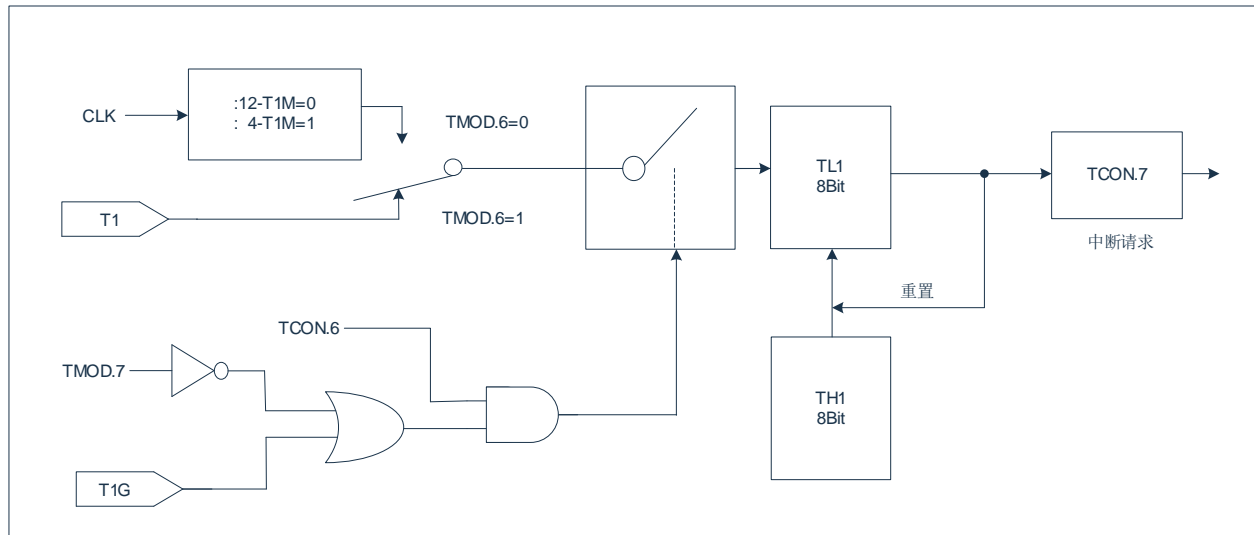 :12-T1M=0
: 4-T1M=1
CLK
TMOD.6=0
T1
TMOD.6=1
TL1
8Bit
TCON.7
中断请求
重置
TCON.6
TMOD.7
TH1
8Bit
T1G